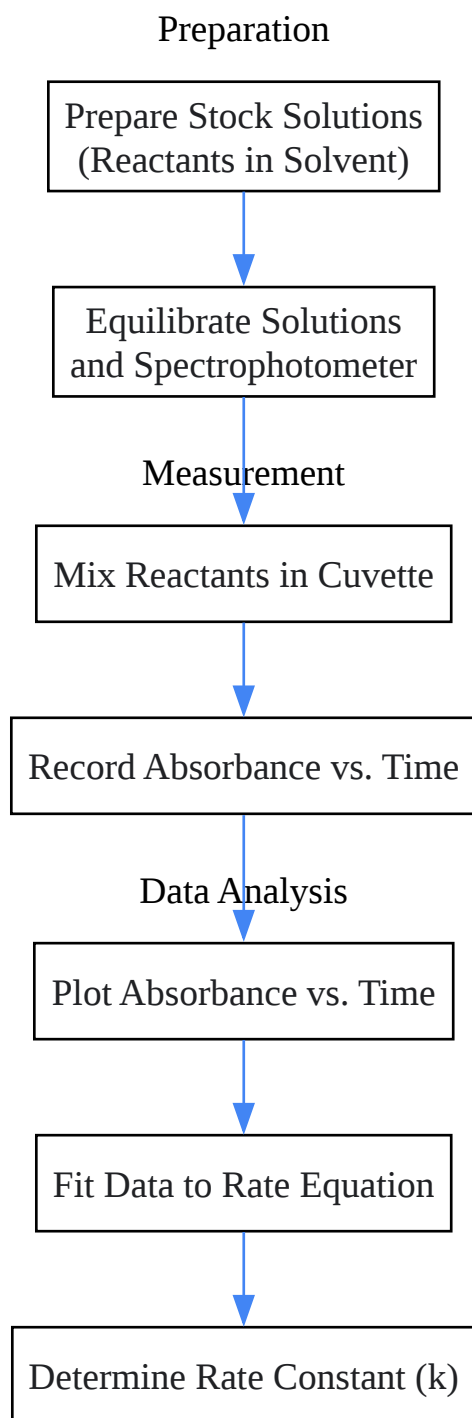 Preparation
Prepare Stock Solutions
(Reactants in Solvent)
Equilibrate Solutions
and Spectrophotometer
Measurement
Mix Reactants in Cuvette
Record Absorbance vs. Time
Data Analysis
Plot Absorbance vs. Time
Fit Data to Rate Equation
Determine Rate Constant (k)